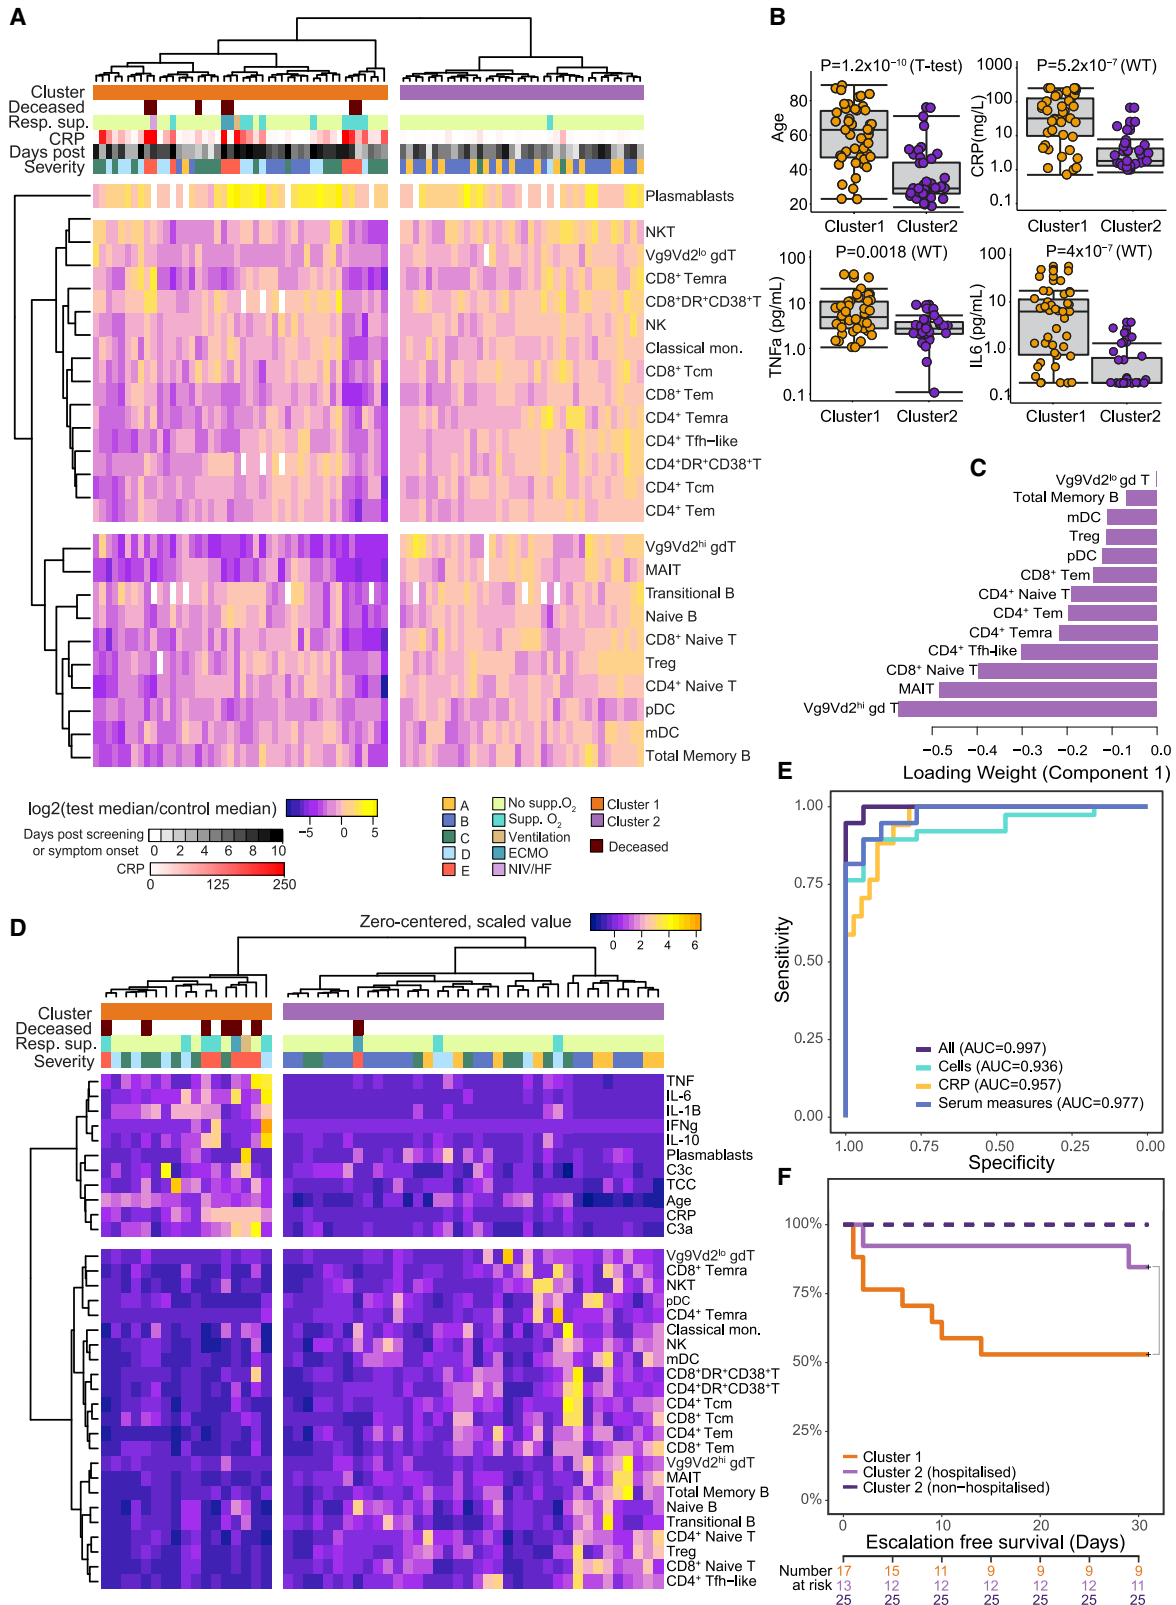 A
Cluster
Deceased
Resp. sup.
CRP
Days post
Severity
Plasmablasts
NKT
Vg9Vd2lo gdT
CD8+ Temra
CD8+DR+CD38+T
NK
Classical mon.
CD8+ Tcm
CD8+ Tem
CD4+ Temra
CD4+ Tfh−like
CD4+DR+CD38+T
CD4+ Tcm
CD4+ Tem
Vg9Vd2hi gdT
MAIT
Transitional B
Naive B
CD8+ Naive T
Treg
CD4+ Naive T
pDC
mDC
Total Memory B
log2(test median/control median)
−5 0 5
Days post screening
or symptom onset
0 2 4 6 8 10
CRP
0 125 250
A
B
C
D
E
No supp.O2
Supp. O2
Ventilation
ECMO
NIV/HF
Cluster 1
Cluster 2
Deceased
B
P=1.2x10−10 (T-test)
Age
80
60
40
20
Cluster1 Cluster2
P=5.2x10−7 (WT)
CRP(mg/L)
1000
100
10
1.0
0.1
Cluster1 Cluster2
P=0.0018 (WT)
TNFa (pg/mL)
100
10
1.0
0.1
Cluster1 Cluster2
P=4x10−7 (WT)
IL6 (pg/mL)
100
10
1.0
0.1
Cluster1 Cluster2
C
Vg9Vd2lo gd T
Total Memory B
mDC
Treg
pDC
CD8+ Tem
CD4+ Naive T
CD4+ Tem
CD4+ Temra
CD4+ Tfh-like
CD8+ Naive T
MAIT
Vg9Vd2hi gd T
−0.5 −0.4 −0.3 −0.2 −0.1 0.0
Loading Weight (Component 1)
D
Zero-centered, scaled value
0 2 4 6
Cluster
Deceased
Resp. sup.
Severity
TNF
IL-6
IL-1B
IFNg
IL-10
Plasmablasts
C3c
TCC
Age
CRP
C3a
Vg9Vd2lo gdT
CD8+ Temra
NKT
pDC
CD4+ Temra
Classical mon.
NK
mDC
CD8+DR+CD38+T
CD4+DR+CD38+T
CD4+ Tcm
CD8+ Tcm
CD4+ Tem
CD8+ Tem
Vg9Vd2hi gdT
MAIT
Total Memory B
Naive B
Transitional B
CD4+ Naive T
Treg
CD8+ Naive T
CD4+ Tfh-like
E
Sensitivity
1.00
0.75
0.50
0.25
0.00
All (AUC=0.997)
Cells (AUC=0.936)
CRP (AUC=0.957)
Serum measures (AUC=0.977)
1.00 0.75 0.50 0.25 0.00
Specificity
F
100%
75%
50%
25%
0%
Cluster 1
Cluster 2 (hospitalised)
Cluster 2 (non-hospitalised)
0 10 20 30
Escalation free survival (Days)
Number at risk
17 15 11 9 9 9 9
13 12 12 12 12 12 11
25 25 25 25 25 25 25